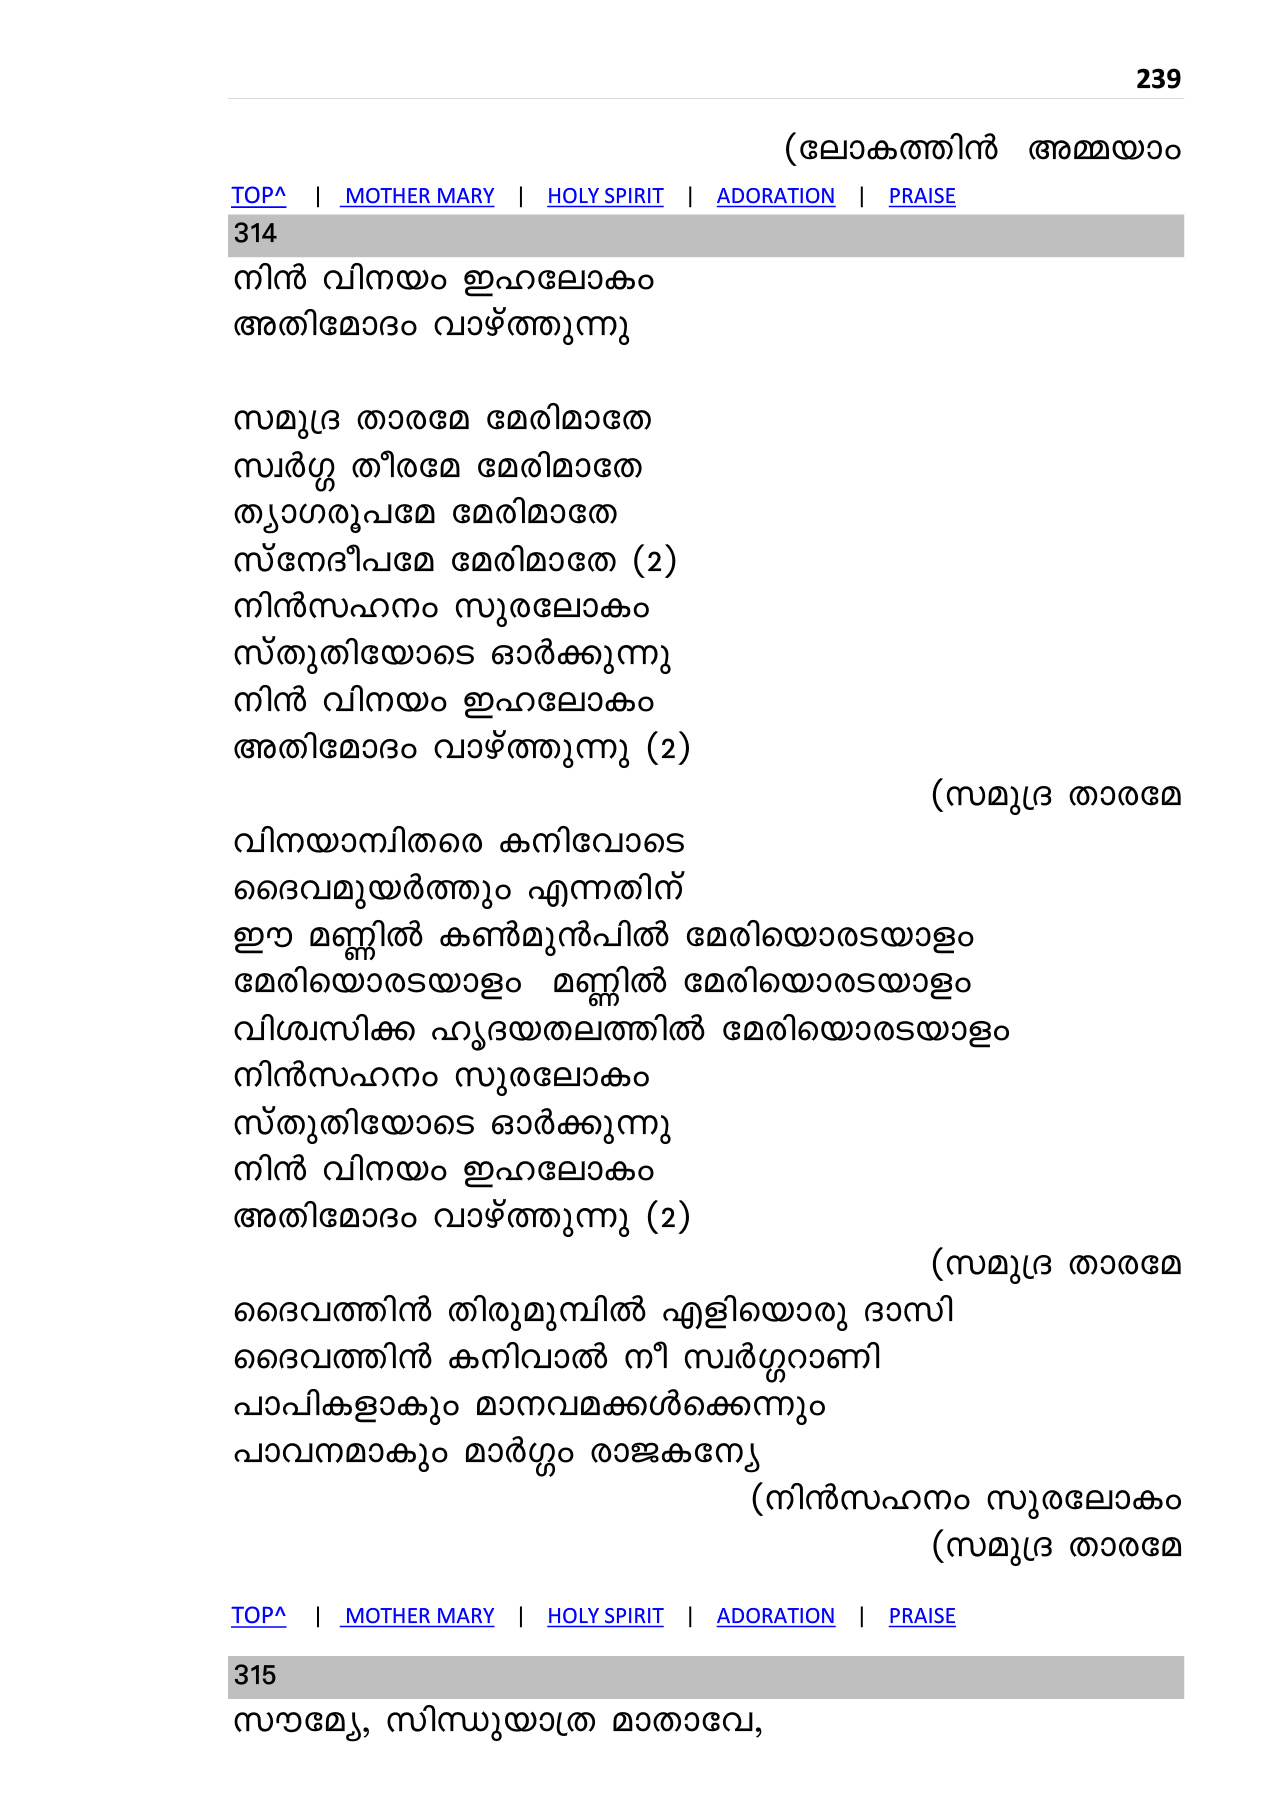 239
(ലോകത്തിൻ അമ്മയാം
TOP^ | MOTHER MARY | HOLY SPIRIT | ADORATION | PRAISE
314
നിൻ വിനയം ഇഹലോകം
അതിമോദം വാഴ്ത്തുന്നു
സമുദ്ര താരമേ മേരിമാതേ
സ്വർഗ്ഗ തീരമേ മേരിമാതേ
ത്യാഗരൂപമേ മേരിമാതേ
സ്നേദീപമേ മേരിമാതേ (2)
നിൻസഹനം സുരലോകം
സ്തുതിയോടെ ഓർക്കുന്നു
നിൻ വിനയം ഇഹലോകം
അതിമോദം വാഴ്ത്തുന്നു (2)
(സമുദ്ര താരമേ
വിനയാന്വിതരെ കനിവോടെ
ദൈവമുയർത്തും എന്നതിന്
ഈ മണ്ണിൽ കൺമുൻപിൽ മേരിയൊരടയാളം
മേരിയൊരടയാളം മണ്ണിൽ മേരിയൊരടയാളം
വിശ്വസിക്ക ഹൃദയതലത്തിൽ മേരിയൊരടയാളം
നിൻസഹനം സുരലോകം
സ്തുതിയോടെ ഓർക്കുന്നു
നിൻ വിനയം ഇഹലോകം
അതിമോദം വാഴ്ത്തുന്നു (2)
(സമുദ്ര താരമേ
ദൈവത്തിൻ തിരുമുമ്പിൽ എളിയൊരു ദാസി
ദൈവത്തിൻ കനിവാൽ നീ സ്വർഗ്ഗറാണി
പാപികളാകും മാനവമക്കൾക്കെന്നും
പാവനമാകും മാർഗ്ഗം രാജകന്യേ
(നിൻസഹനം സുരലോകം
(സമുദ്ര താരമേ
TOP^ | MOTHER MARY | HOLY SPIRIT | ADORATION | PRAISE
315
സൗമ്യേ, സിന്ധുയാത്ര മാതാവേ,